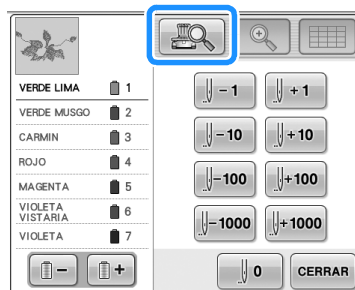 VERDE LIMA 1
VERDE MUSGO 2
CARMIN 3
ROJO 4
MAGENTA 5
VIOLETA
VISTARIA 6
VIOLETA 7
- +
-1 +1
-10 +10
-100 +100
-1000 +1000
0 CERRAR